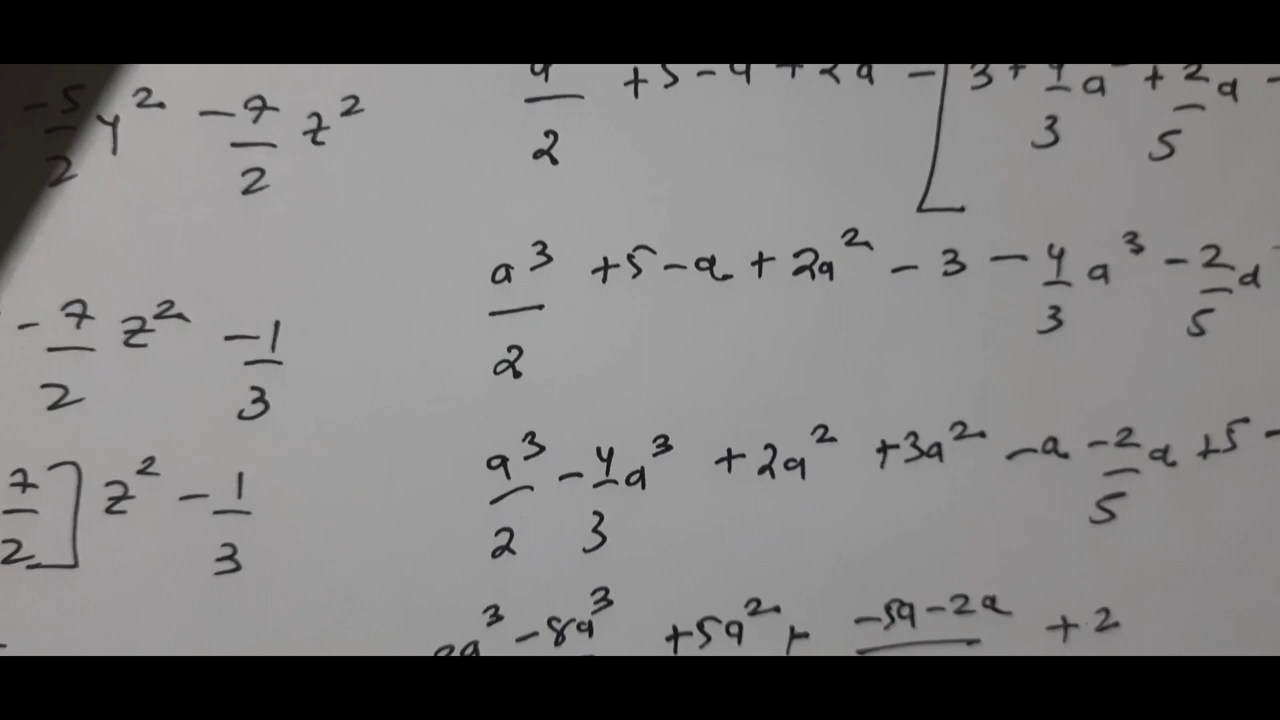 -5/2 y² -7/2 z²
-7/2 z² -1/3
7/2] z² - 1/3
/2 +5-a+2a - [3+4/3 a +2/5 a -
a³/2 +5-a+2a² -3 -4/3 a³ -2/5 a
a³/2 -4/3 a³ +2a² +3a² -a -2/5 a +5-
a³ -8a³ +5a² + -5a-2a +2